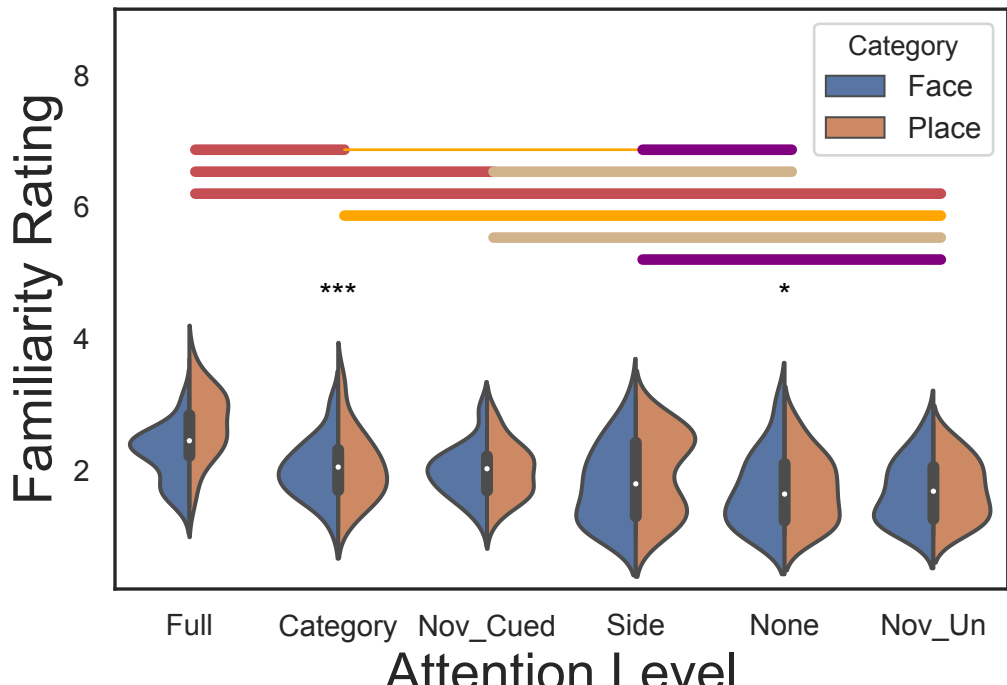 Familiarity Rating
8
6
4
2
Category
Face
Place
***
*
Full Category Nov_Cued Side None Nov_Un
Attention Level